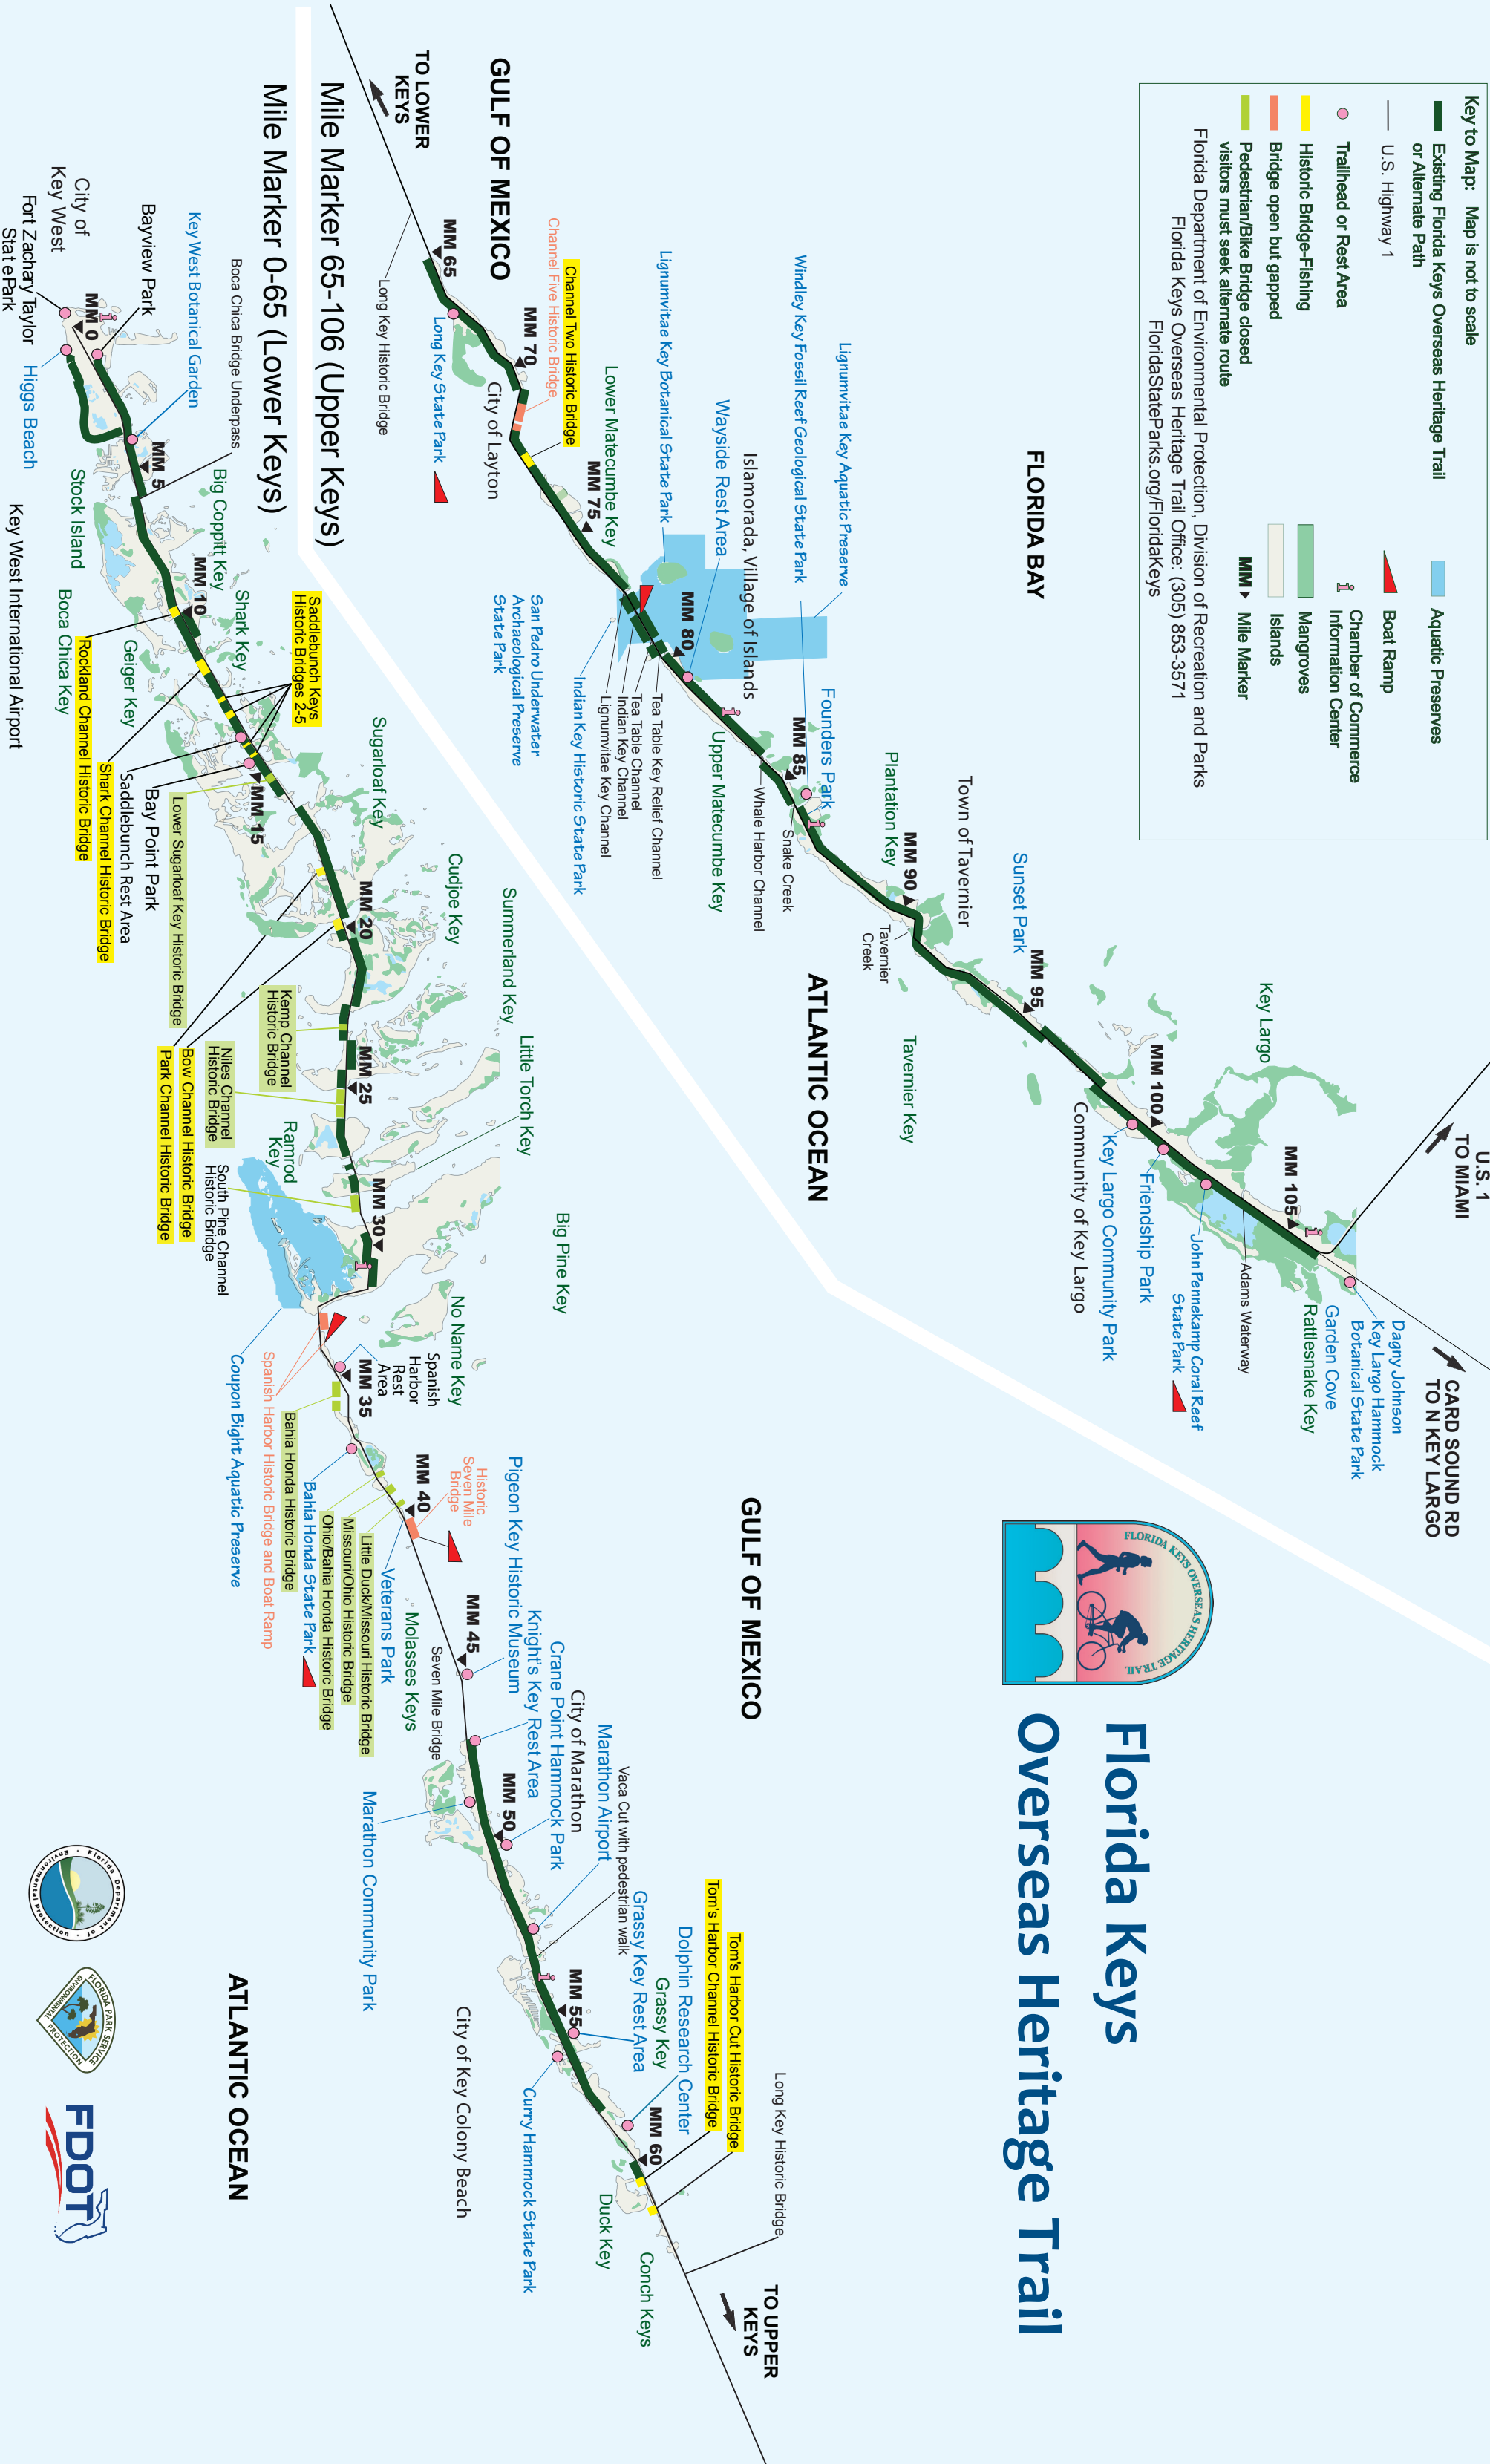 Key to Map: Map is not to scale
Existing Florida Keys Overseas Heritage Trail
or Alternate Path
U.S. Highway 1
Trailhead or Rest Area
Historic Bridge-Fishing
Bridge open but gapped
Pedestrian/Bike Bridge closed
visitors must seek alternate route
Aquatic Preserves
Boat Ramp
Chamber of Commerce
Information Center
Mangroves
Islands
MM Mile Marker
Florida Department of Environmental Protection, Division of Recreation and Parks
Florida Keys Overseas Heritage Trail Office: (305) 853-3571
FloridaStateParks.org/FloridaKeys
U.S. 1
TO MIAMI
CARD SOUND RD
TO N KEY LARGO
Dagny Johnson
Key Largo Hammock
Botanical State Park
Garden Cove
Rattlesnake Key
MM 105
Key Largo
Adams Waterway
John Pennekamp Coral Reef
State Park
Friendship Park
MM 100
Key Largo Community Park
Community of Key Largo
FLORIDA BAY
MM 95
Sunset Park
Town of Tavernier
MM 90
Plantation Key
Tavernier
Creek
Tavernier Key
ATLANTIC OCEAN
Lignumvitae Key Aquatic Preserve
Founders Park
Windley Key Fossil Reef Geological State Park
MM 85
Snake Creek
Whale Harbor Channel
Islamorada, Village of Islands
Wayside Rest Area
Upper Matecumbe Key
MM 80
Lignumvitae Key Botanical State Park
Tea Table Key Relief Channel
Tea Table Channel
Indian Key Channel
Lignumvitae Key Channel
Indian Key Historic State Park
San Pedro Underwater
Archaeological Preserve
State Park
Lower Matecumbe Key
MM 75
Channel Two Historic Bridge
Channel Five Historic Bridge
MM 70
City of Layton
GULF OF MEXICO
MM 65
Long Key State Park
TO LOWER
KEYS
Long Key Historic Bridge
Mile Marker 65-106 (Upper Keys)
Mile Marker 0-65 (Lower Keys)
FLORIDA KEYS OVERSEAS HERITAGE TRAIL
Florida Keys
Overseas Heritage Trail
GULF OF MEXICO
Long Key Historic Bridge
TO UPPER
KEYS
Tom's Harbor Cut Historic Bridge
Tom's Harbor Channel Historic Bridge
Dolphin Research Center
Grassy Key
MM 60
Conch Keys
Duck Key
Grassy Key Rest Area
Vaca Cut with pedestrian walk
Marathon Airport
MM 55
City of Marathon
Crane Point Hammock Park
Knight's Key Rest Area
Pigeon Key Historic Museum
Curry Hammock State Park
MM 50
City of Key Colony Beach
MM 45
Historic
Seven Mile
Bridge
Seven Mile Bridge
MM 40
Molasses Keys
Veterans Park
Marathon Community Park
Little Duck/Missouri Historic Bridge
Missouri/Ohio Historic Bridge
Ohio/Bahia Honda Historic Bridge
Bahia Honda State Park
Bahia Honda Historic Bridge
Spanish Harbor Historic Bridge and Boat Ramp
Coupon Bight Aquatic Preserve
Big Pine Key
No Name Key
Spanish
Harbor
Rest
Area
MM 35
Little Torch Key
Summerland Key
MM 30
South Pine Channel
Historic Bridge
Ramrod
Key
Cudjoe Key
MM 25
Niles Channel
Historic Bridge
Kemp Channel
Historic Bridge
Bow Channel Historic Bridge
Park Channel Historic Bridge
Sugarloaf Key
MM 20
Lower Sugarloaf Key Historic Bridge
Saddlebunch Keys
Historic Bridges 2-5
MM 15
Bay Point Park
Saddlebunch Rest Area
Shark Channel Historic Bridge
Rockland Channel Historic Bridge
Shark Key
Big Coppitt Key
MM 10
Geiger Key
Boca Chica Key
Boca Chica Bridge Underpass
Key West Botanical Garden
MM 5
Stock Island
Key West International Airport
Bayview Park
City of
Key West
MM 0
Higgs Beach
Fort Zachary Taylor
State Park
ATLANTIC OCEAN
Florida Department of Environmental Protection
FLORIDA PARK SERVICE
ENVIRONMENTAL PROTECTION
FDOT